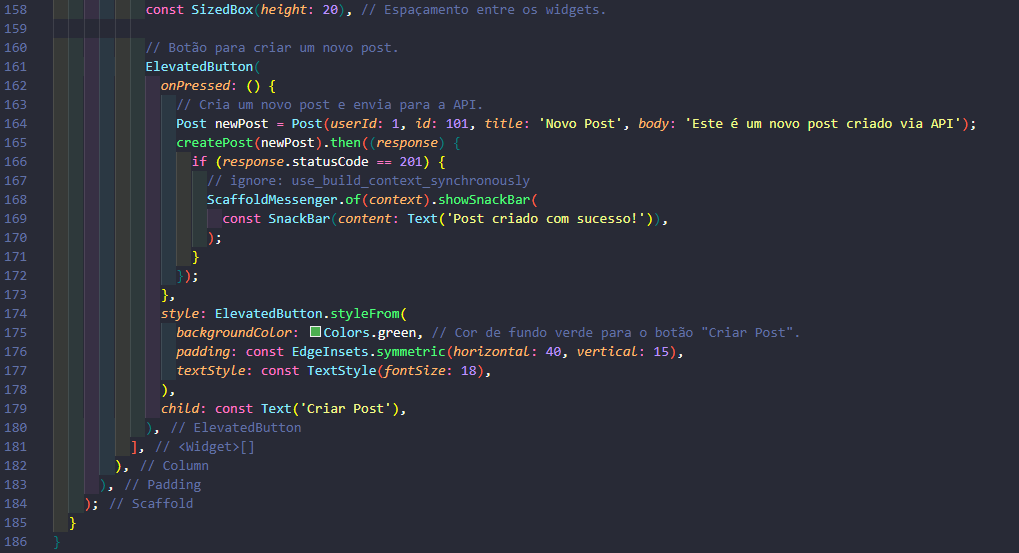 158 const SizedBox(height: 20), // Espaçamento entre os widgets.
159
160 // Botão para criar um novo post.
161 ElevatedButton(
162 onPressed: () {
163 // Cria um novo post e envia para a API.
164 Post newPost = Post(userId: 1, id: 101, title: 'Novo Post', body: 'Este é um novo post criado via API');
165 createPost(newPost).then((response) {
166 if (response.statusCode == 201) {
167 // ignore: use_build_context_synchronously
168 ScaffoldMessenger.of(context).showSnackBar(
169 const SnackBar(content: Text('Post criado com sucesso!')),
170 );
171 }
172 });
173 },
174 style: ElevatedButton.styleFrom(
175 backgroundColor: Colors.green, // Cor de fundo verde para o botão "Criar Post".
176 padding: const EdgeInsets.symmetric(horizontal: 40, vertical: 15),
177 textStyle: const TextStyle(fontSize: 18),
178 ),
179 child: const Text('Criar Post'),
180 ), // ElevatedButton
181 ], // <Widget>[]
182 ), // Column
183 ), // Padding
184 ); // Scaffold
185 }
186 }